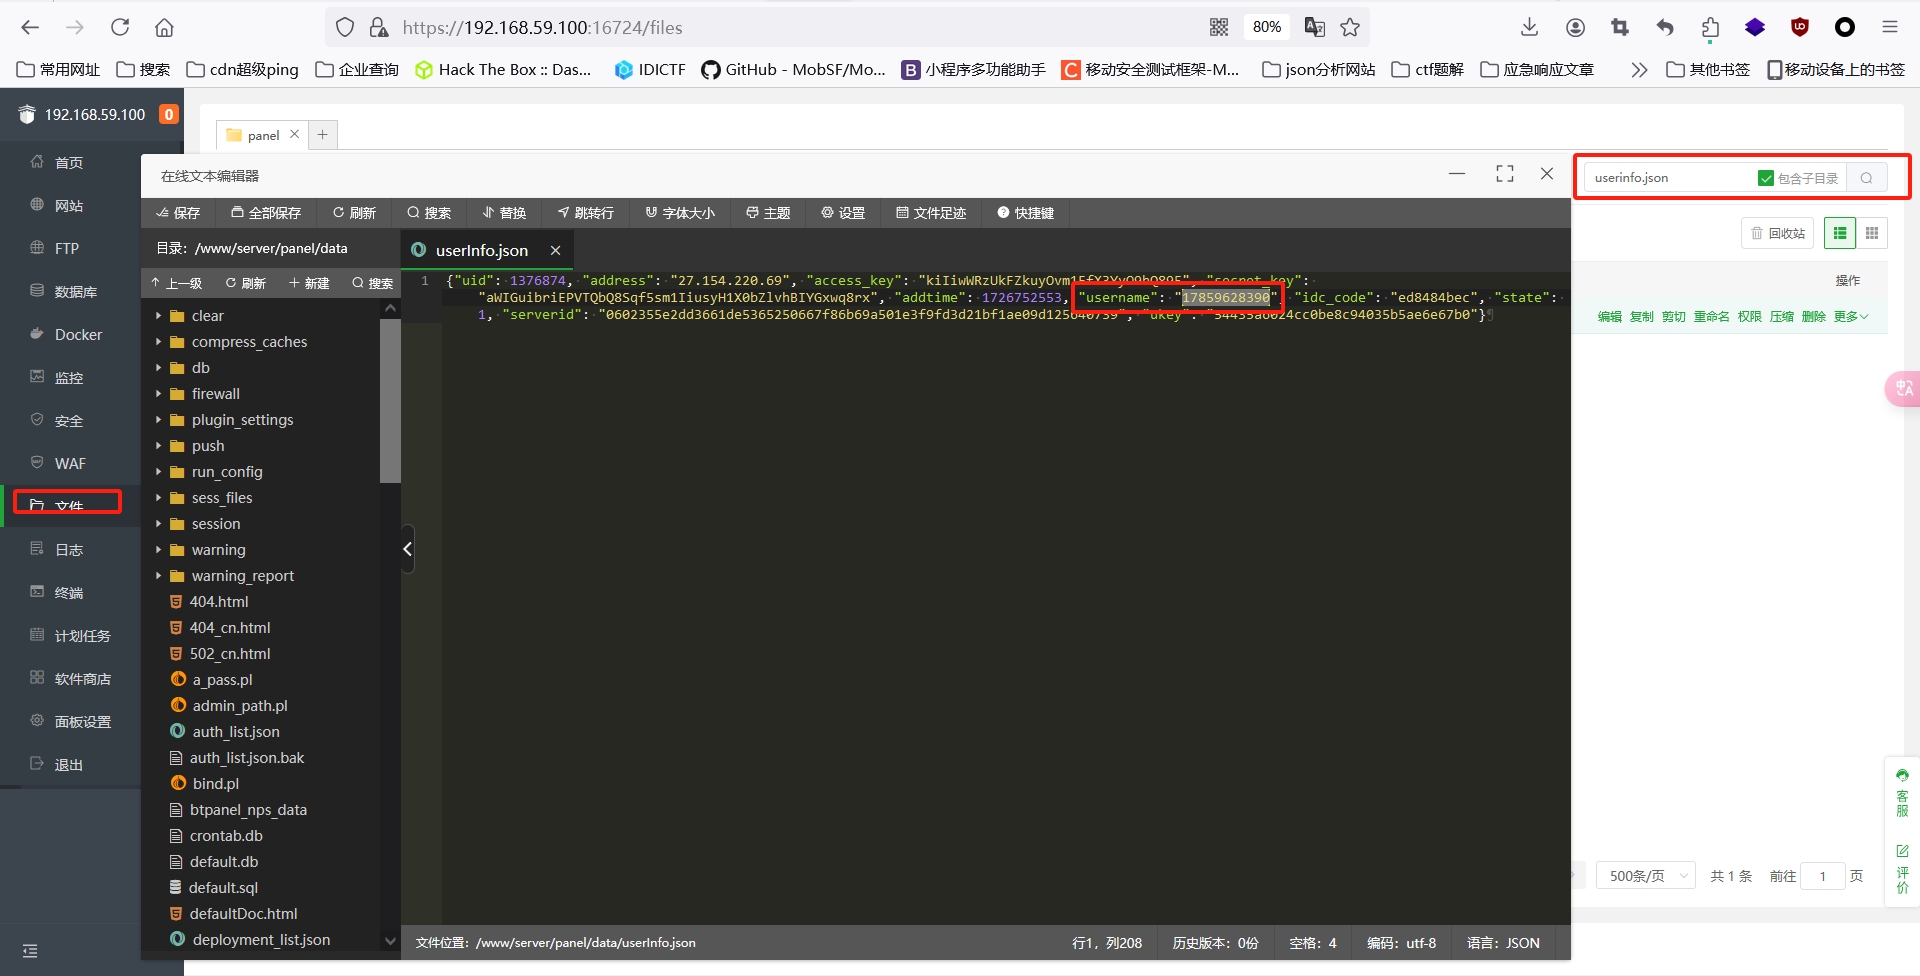 https://192.168.59.100:16724/files
80%
常用网址 搜索 cdn超级ping 企业查询 Hack The Box :: Das... IDICTF GitHub - MobSF/Mo... 小程序多功能助手 移动安全测试框架-M... json分析网站 ctf题解 应急响应文章 其他书签 移动设备上的书签
192.168.59.100 0
panel
首页
网站
FTP
数据库
Docker
监控
安全
WAF
文件
日志
终端
计划任务
软件商店
面板设置
退出
在线文本编辑器
保存 全部保存 刷新 搜索 替换 跳转行 字体大小 主题 设置 文件足迹 快捷键
目录: /www/server/panel/data
userInfo.json
上一级 刷新 新建 搜索
clear
compress_caches
db
firewall
plugin_settings
push
run_config
sess_files
session
warning
warning_report
404.html
404_cn.html
502_cn.html
a_pass.pl
admin_path.pl
auth_list.json
auth_list.json.bak
bind.pl
btpanel_nps_data
crontab.db
default.db
default.sql
defaultDoc.html
deployment_list.json
1 {"uid": 1376874, "address": "27.154.220.69", "access_key":
"aWIGuibriEPVTQbQ8Sqf5sm1IiusyH1X0bZlvhBIYGxwq8rx", "addtime": 1726752553, "username": "17859628390", "idc_code": "ed8484bec", "state":
1, "serverid":
文件位置: /www/server/panel/data/userInfo.json
行1, 列208 历史版本: 0份 空格: 4 编码: utf-8 语言: JSON
userinfo.json 包含子目录
回收站
操作
编辑 复制 剪切 重命名 权限 压缩 删除 更多
500条/页 共 1 条 前往 1 页
客服
评价